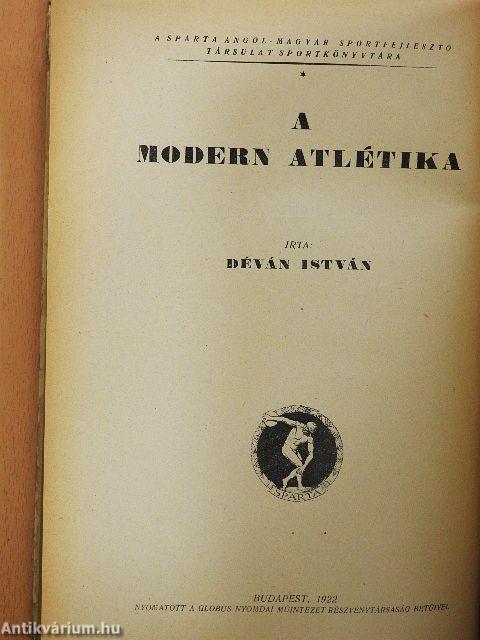 A SPARTA ANGOL-MAGYAR SPORTFEJLESZTŐ
TÁRSULAT SPORTKÖNYVTÁRA
*
A
MODERN ATLÉTIKA
IRTA:
DÉVÁN ISTVÁN
SPARTA
BUDAPEST, 1922
NYOMATOTT A GLOBUS NYOMDAI MŰINTÉZET RÉSZVÉNYTÁRSASÁG BETŰIVEL
Antikvárium.hu